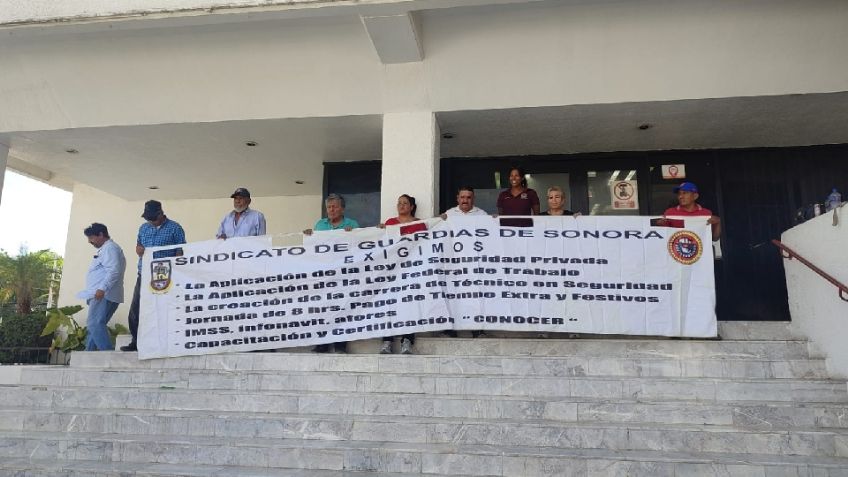 SINDICATO DE GUARDIAS DE SONORA
EXIGIMOS
- La Aplicación de la Ley de Seguridad Privada
- La Aplicación de la Ley Federal de Trabajo
- La creación de la Carrera de Técnico en Seguridad
- Jornada de 8 hrs. Pago de Tiempo Extra y Festivos
- IMSS, Infonavit, afores
- Capacitación y Certificación "CONOCER"